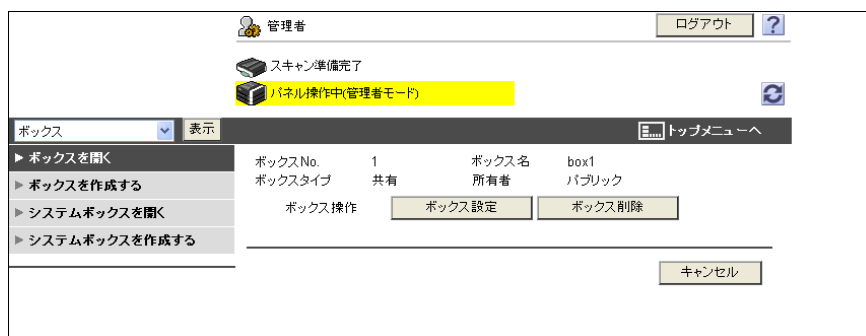 管理者 ログアウト ?
スキャン準備完了
パネル操作中(管理者モード)
ボックス 表示 トップメニューへ
ボックスを開く
ボックスを作成する
システムボックスを開く
システムボックスを作成する
ボックスNo. 1 ボックス名 box1
ボックスタイプ 共有 所有者 パブリック
ボックス操作 ボックス設定 ボックス削除
キャンセル